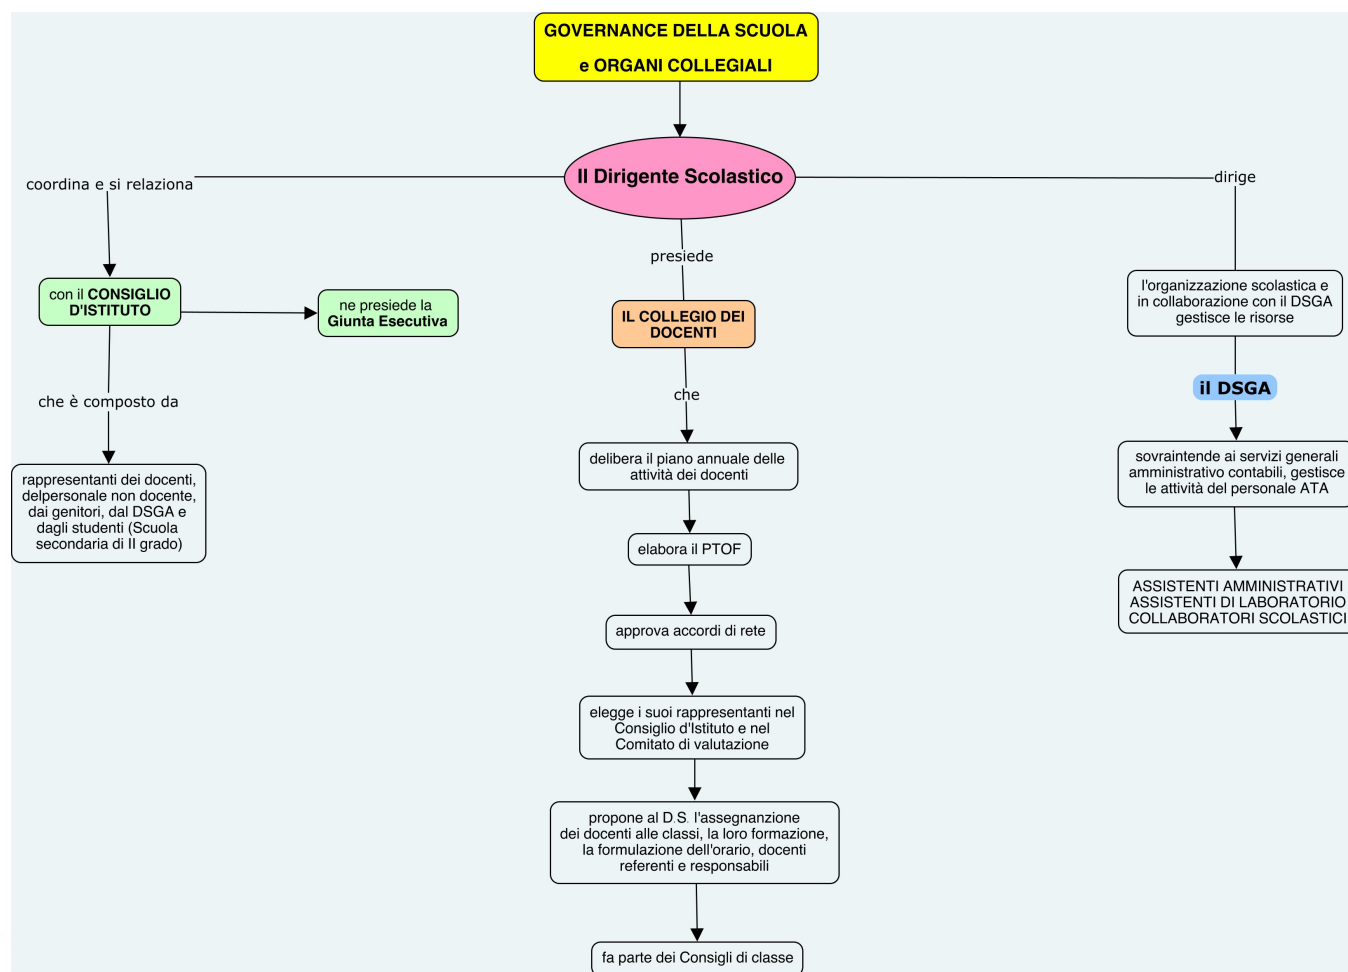 GOVERNANCE DELLA SCUOLA
e ORGANI COLLEGIALI
Il Dirigente Scolastico
coordina e si relaziona
dirige
presiede
con il CONSIGLIO
D'ISTITUTO
ne presiede la
Giunta Esecutiva
IL COLLEGIO DEI
DOCENTI
l'organizzazione scolastica e
in collaborazione con il DSGA
gestisce le risorse
il DSGA
che è composto da
che
rappresentanti dei docenti,
delpersonale non docente,
dai genitori, dal DSGA e
dagli studenti (Scuola
secondaria di II grado)
delibera il piano annuale delle
attività dei docenti
sovraintende ai servizi generali
amministrativo contabili, gestisce
le attività del personale ATA
elabora il PTOF
ASSISTENTI AMMINISTRATIVI
ASSISTENTI DI LABORATORIO
COLLABORATORI SCOLASTICI
approva accordi di rete
elegge i suoi rappresentanti nel
Consiglio d'Istituto e nel
Comitato di valutazione
propone al D.S. l'assegnanzione
dei docenti alle classi, la loro formazione,
la formulazione dell'orario, docenti
referenti e responsabili
fa parte dei Consigli di classe